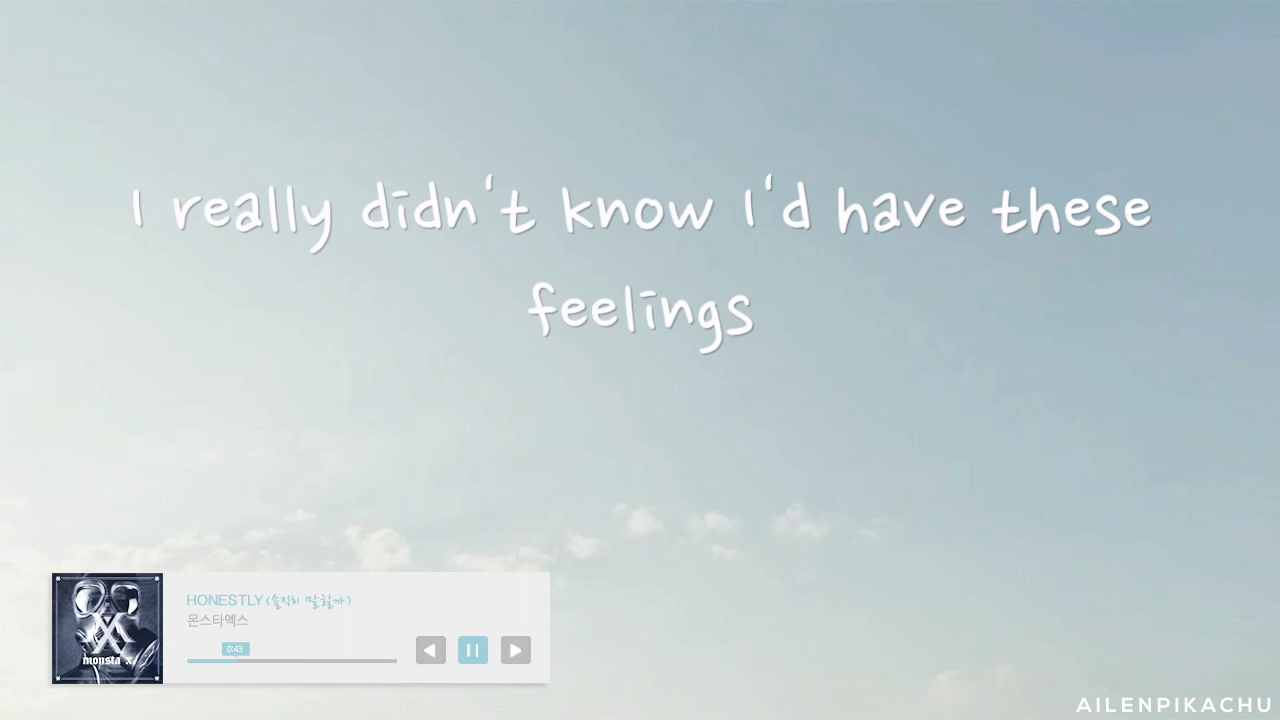 I really didn't know I'd have these
feelings
HONESTLY (솔직히 말할까)
몬스타엑스
0:43
monsta x
AILENPIKACHU